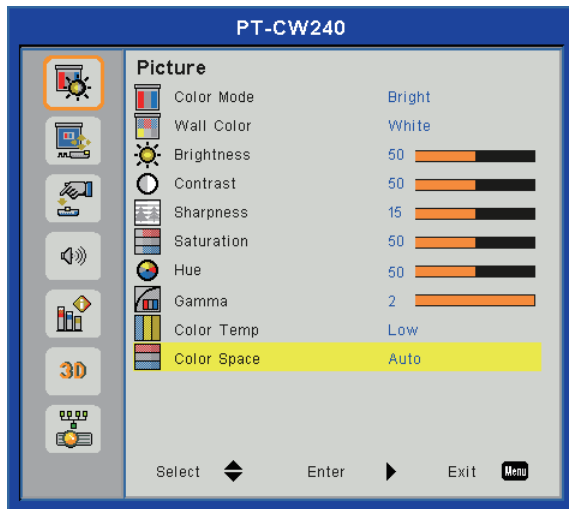 PT-CW240
Picture
Color Mode Bright
Wall Color White
Brightness 50
Contrast 50
Sharpness 15
Saturation 50
Hue 50
Gamma 2
Color Temp Low
Color Space Auto
3D
Select Enter Exit Menu